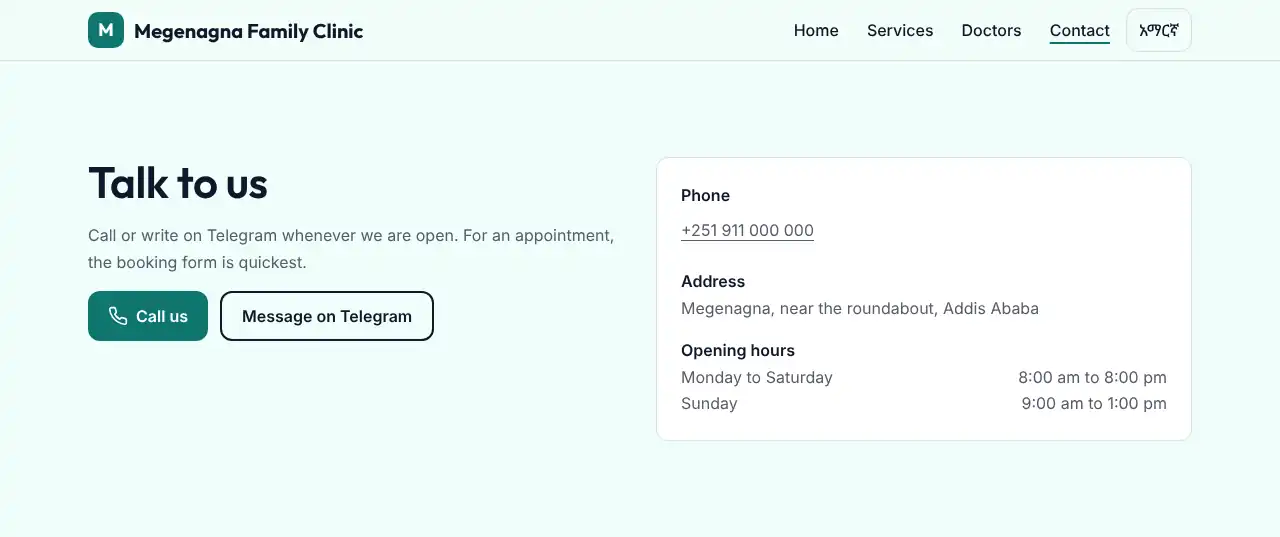 M Megenagna Family Clinic
Home Services Doctors Contact አማርኛ
Talk to us
Call or write on Telegram whenever we are open. For an appointment,
the booking form is quickest.
Call us Message on Telegram
Phone
+251 911 000 000
Address
Megenagna, near the roundabout, Addis Ababa
Opening hours
Monday to Saturday 8:00 am to 8:00 pm
Sunday 9:00 am to 1:00 pm